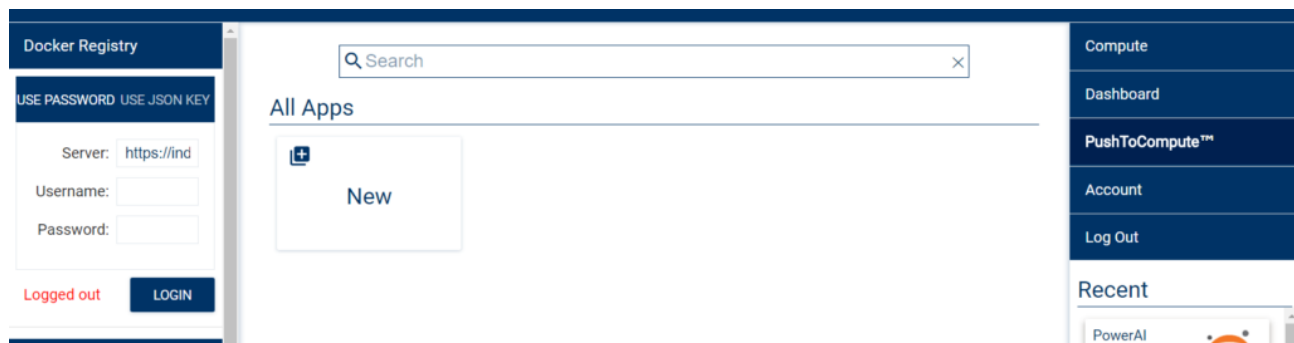 Docker Registry
USE PASSWORD USE JSON KEY
Server: https://ind
Username:
Password:
Logged out LOGIN
Search
All Apps
New
Compute
Dashboard
PushToCompute™
Account
Log Out
Recent
PowerAI